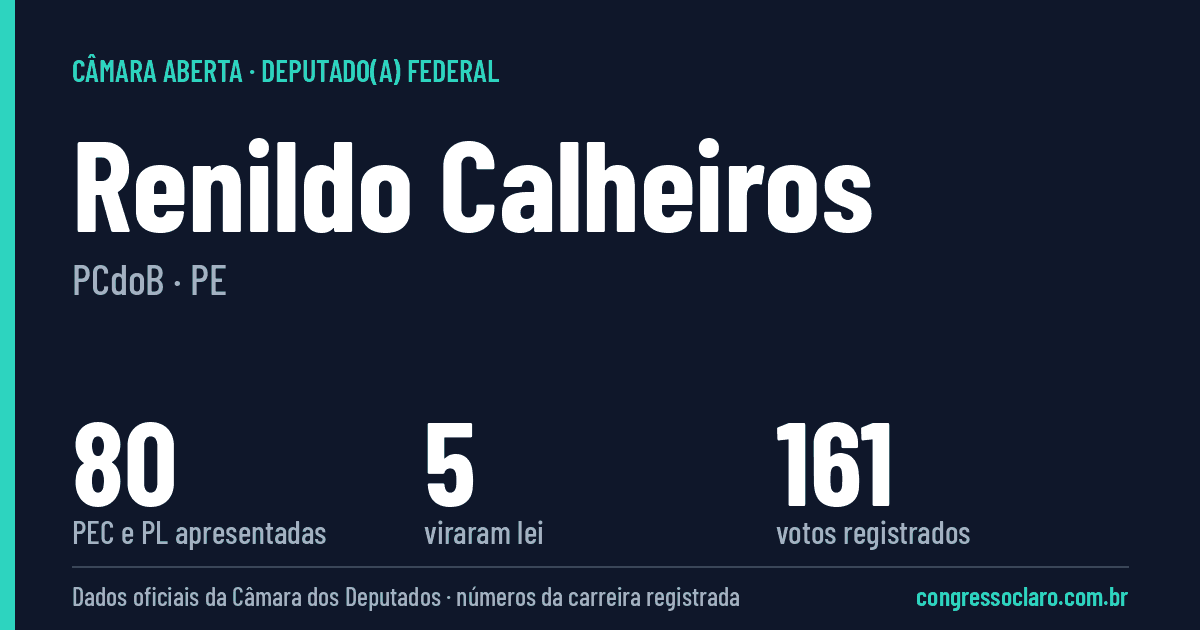 CÂMARA ABERTA · DEPUTADO(A) FEDERAL
Renildo Calheiros
PCdoB · PE
80 5 161
PEC e PL apresentadas viraram lei votos registrados
Dados oficiais da Câmara dos Deputados · números da carreira registrada congressoclaro.com.br